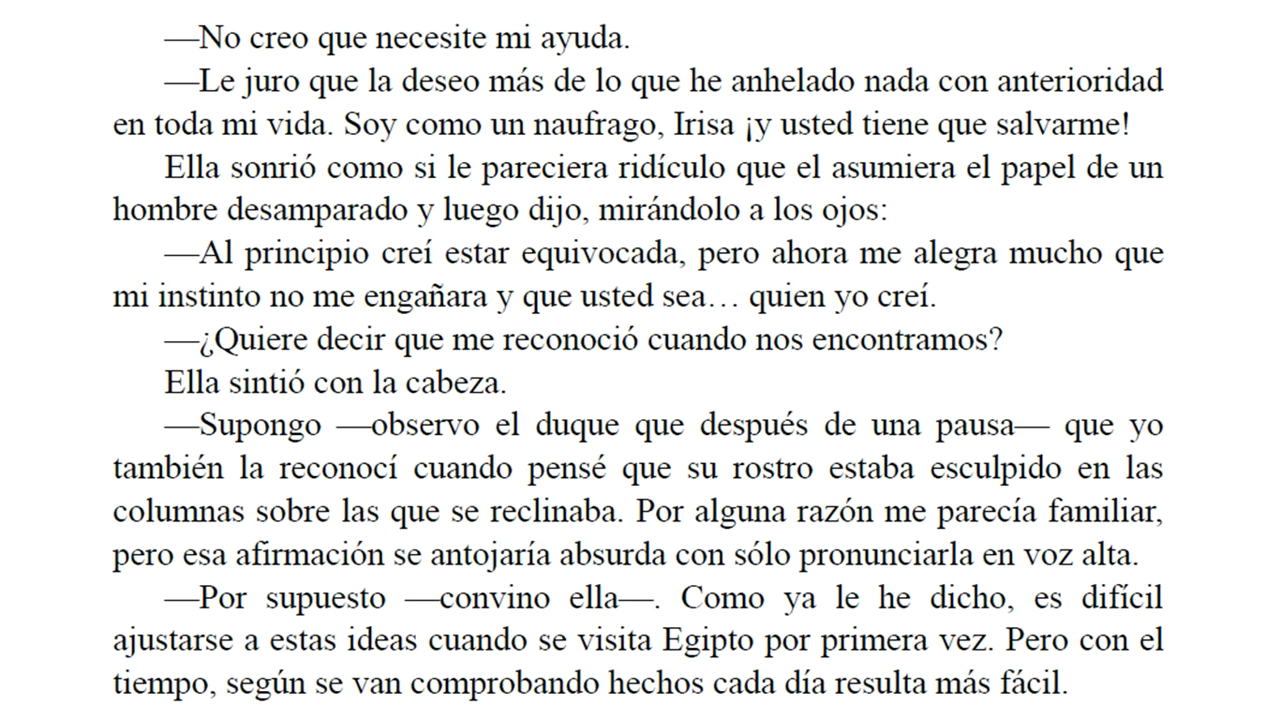 —No creo que necesite mi ayuda.
—Le juro que la deseo más de lo que he anhelado nada con anterioridad
en toda mi vida. Soy como un naufrago, Irisa ¡y usted tiene que salvarme!
Ella sonrió como si le pareciera ridículo que el asumiera el papel de un
hombre desamparado y luego dijo, mirándolo a los ojos:
—Al principio creí estar equivocada, pero ahora me alegra mucho que
mi instinto no me engañara y que usted sea… quien yo creí.
—¿Quiere decir que me reconoció cuando nos encontramos?
Ella sintió con la cabeza.
—Supongo —observo el duque que después de una pausa— que yo
también la reconocí cuando pensé que su rostro estaba esculpido en las
columnas sobre las que se reclinaba. Por alguna razón me parecía familiar,
pero esa afirmación se antojaría absurda con sólo pronunciarla en voz alta.
—Por supuesto —convino ella—. Como ya le he dicho, es difícil
ajustarse a estas ideas cuando se visita Egipto por primera vez. Pero con el
tiempo, según se van comprobando hechos cada día resulta más fácil.